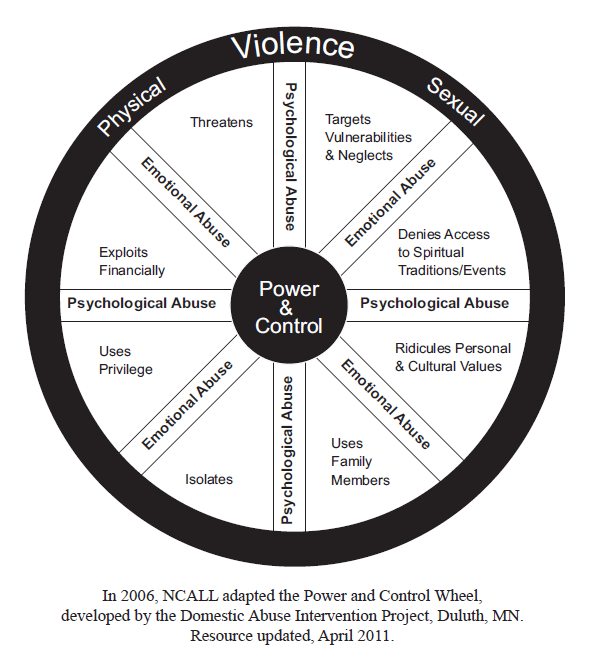 Violence
Physical
Sexual
Threatens
Psychological Abuse
Targets
Vulnerabilities
& Neglects
Emotional Abuse
Emotional Abuse
Exploits
Financially
Denies Access
to Spiritual
Traditions/Events
Psychological Abuse
Power
&
Control
Psychological Abuse
Uses
Privilege
Ridicules Personal
& Cultural Values
Emotional Abuse
Emotional Abuse
Isolates
Psychological Abuse
Uses
Family
Members
In 2006, NCALL adapted the Power and Control Wheel,
developed by the Domestic Abuse Intervention Project, Duluth, MN.
Resource updated, April 2011.